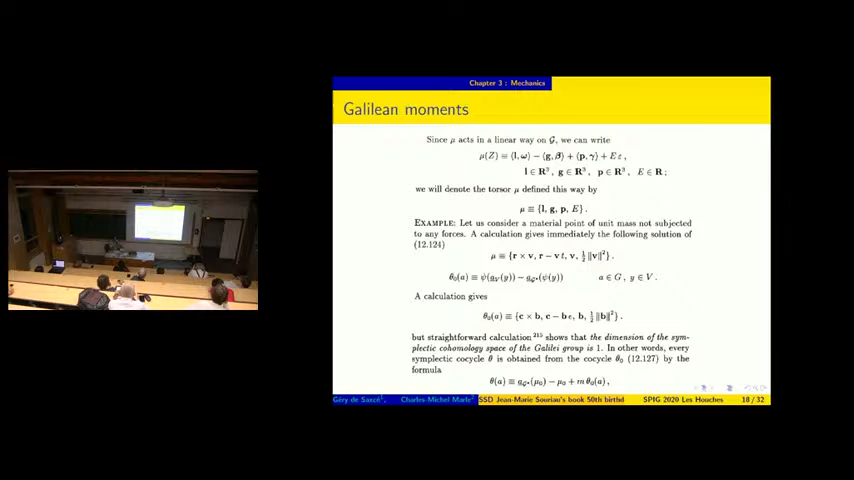 Chapter 3 : Mechanics
Galilean moments
Since μ acts in a linear way on 𝒢, we can write
μ(Z) ≡ ⟨l, ω⟩ − ⟨g, β⟩ + ⟨p, γ⟩ + E ε ,
l ∈ R³ , g ∈ R³ , p ∈ R³ , E ∈ R ;
we will denote the torsor μ defined this way by
μ ≡ {l, g, p, E} .
EXAMPLE: Let us consider a material point of unit mass not subjected
to any forces. A calculation gives immediately the following solution of
(12.124)
μ ≡ {r × v, r − v t, v, ½ ‖v‖²} .
θ₀(a) ≡ ψ(a_V(y)) − a_𝒢*(ψ(y)) a ∈ G , y ∈ V .
A calculation gives
θ₀(a) ≡ {c × b, c − b e, b, ½ ‖b‖²} .
but straightforward calculation ²¹⁵ shows that the dimension of the sym-
plectic cohomology space of the Galilei group is 1. In other words, every
symplectic cocycle θ is obtained from the cocycle θ₀ (12.127) by the
formula
θ(a) ≡ a_𝒢*(μ₀) − μ₀ + m θ₀(a) ,
Géry de Saxcé¹, Charles-Michel Marle² SSD Jean-Marie Souriau's book 50th birthd SPIG 2020 Les Houches 18 / 32